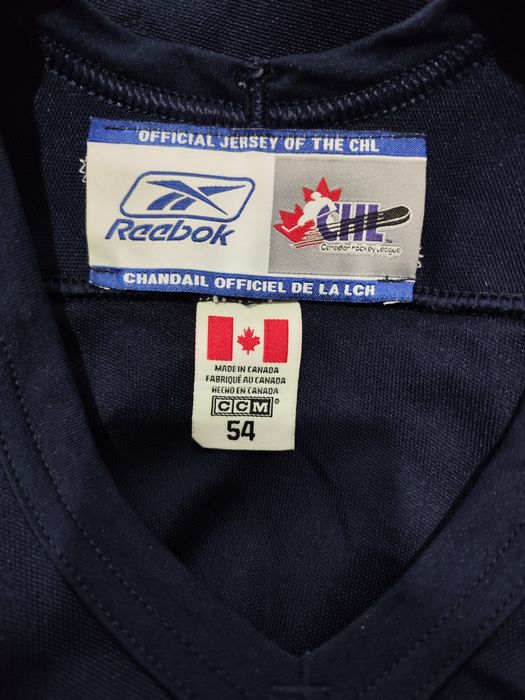 OFFICIAL JERSEY OF THE CHL
Reebok
CHL
TM
Canadian Hockey League
CHANDAIL OFFICIEL DE LA LCH
MADE IN CANADA
FABRIQUÉ AU CANADA
HECHO EN CANADA
CCM®
54